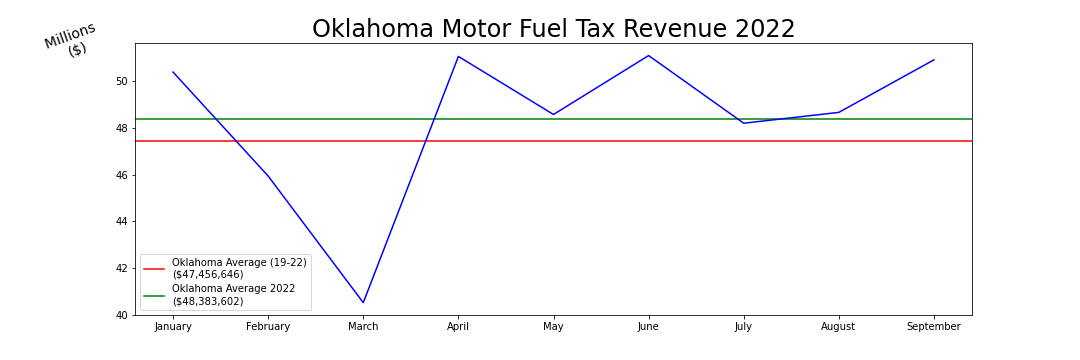 Millions
($)
Oklahoma Motor Fuel Tax Revenue 2022
50
48
46
44
42
40
Oklahoma Average (19-22)
($47,456,646)
Oklahoma Average 2022
($48,383,602)
January February March April May June July August September